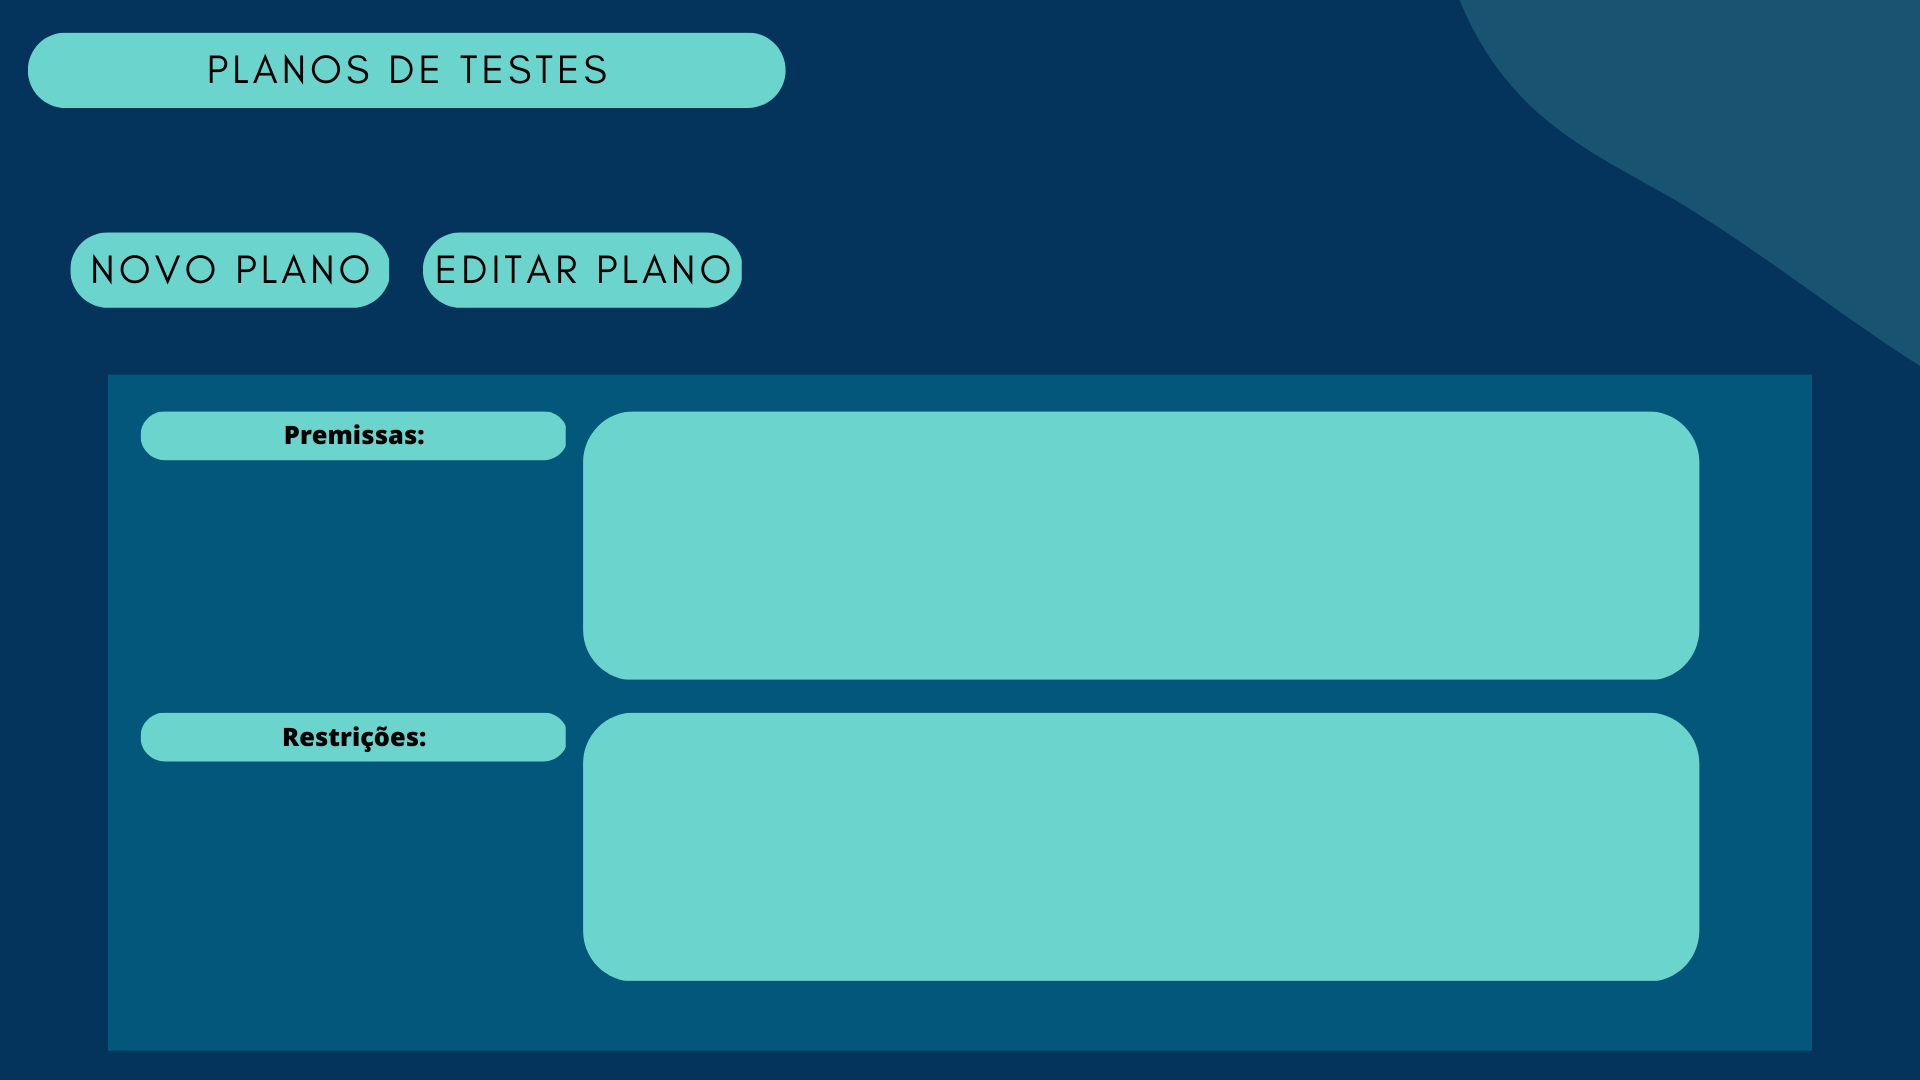 PLANOS DE TESTES
NOVO PLANO
EDITAR PLANO
Premissas:
Restrições: